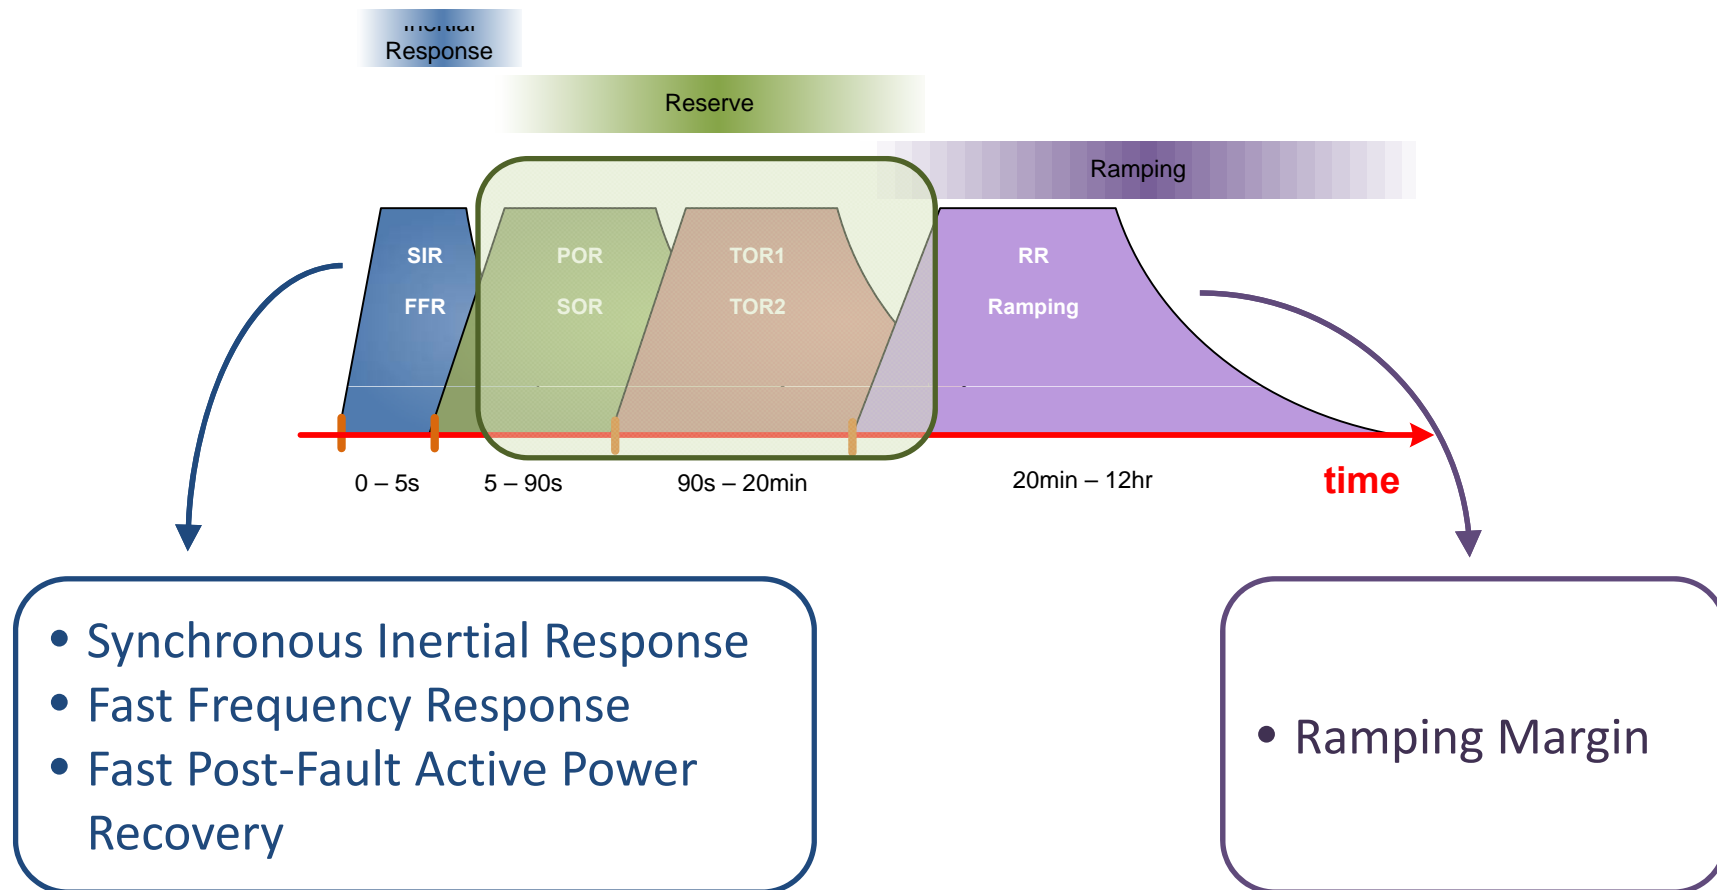 Inertial
Response
Reserve
Ramping
SIR
FFR
POR
SOR
TOR1
TOR2
RR
Ramping
0 – 5s
5 – 90s
90s – 20min
20min – 12hr
time
• Synchronous Inertial Response
• Fast Frequency Response
• Fast Post-Fault Active Power
Recovery
• Ramping Margin